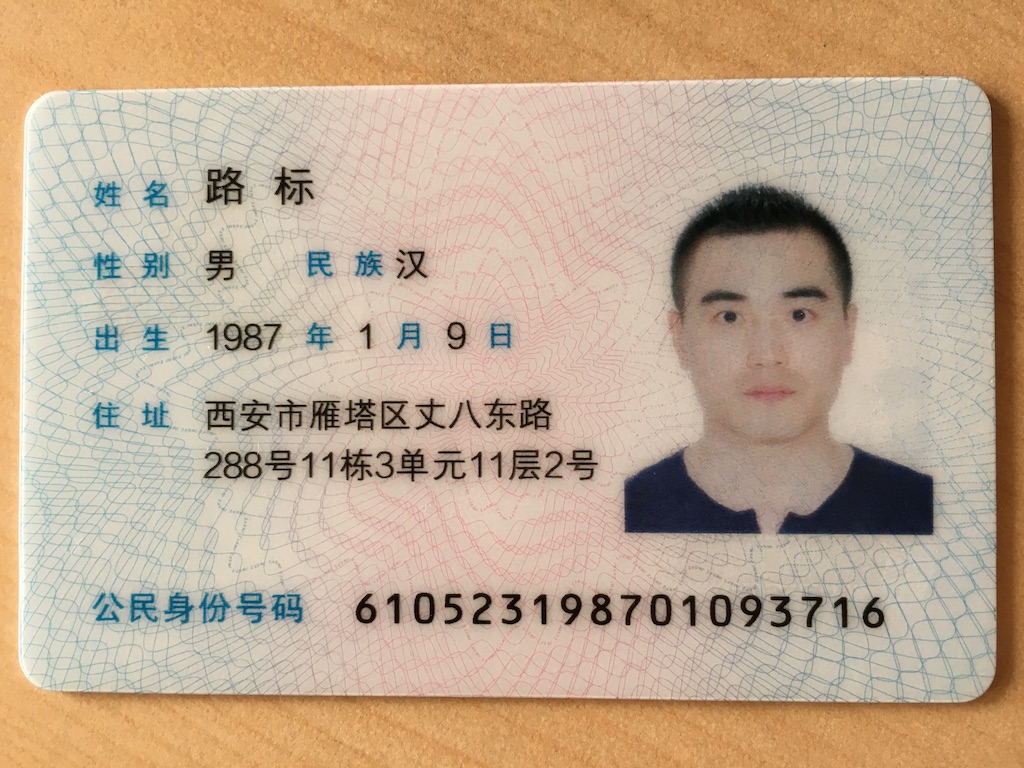 姓名 路标
性别 男 民族 汉
出生 1987 年 1 月 9 日
住址 西安市雁塔区丈八东路
288号11栋3单元11层2号
公民身份号码 610523198701093716